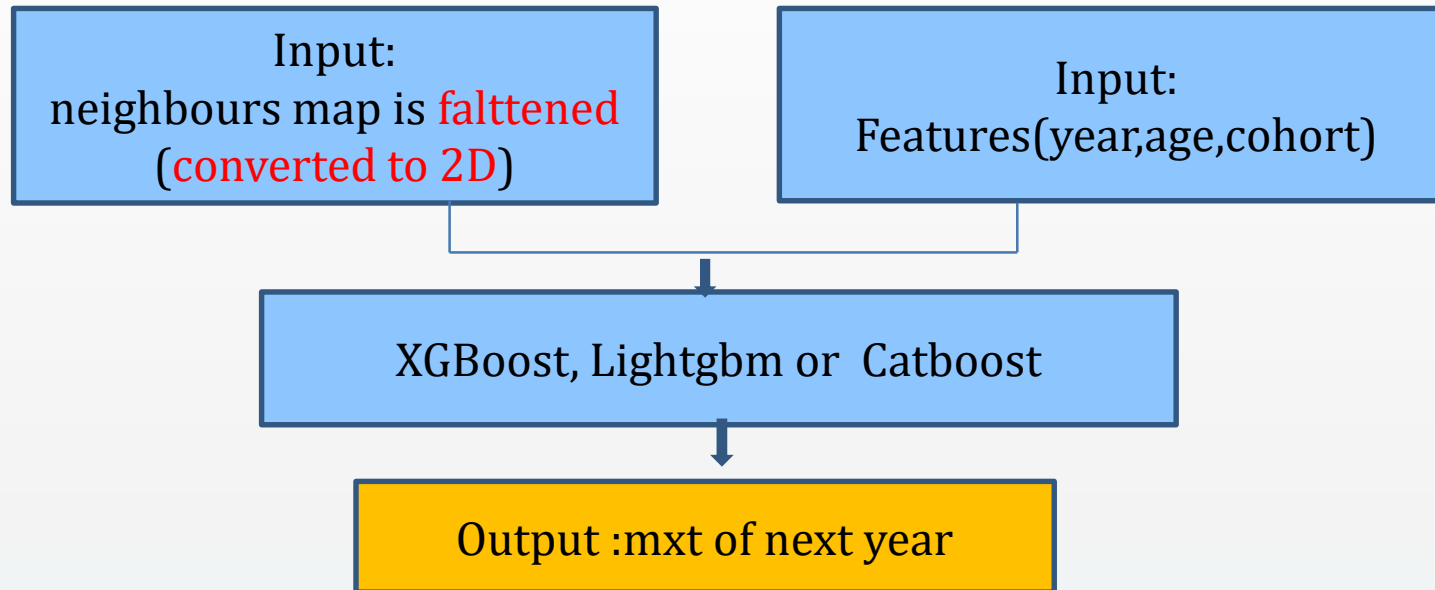 Input:
neighbours map is falttened
(converted to 2D)
Input:
Features(year,age,cohort)
XGBoost, Lightgbm or Catboost
Output :mxt of next year